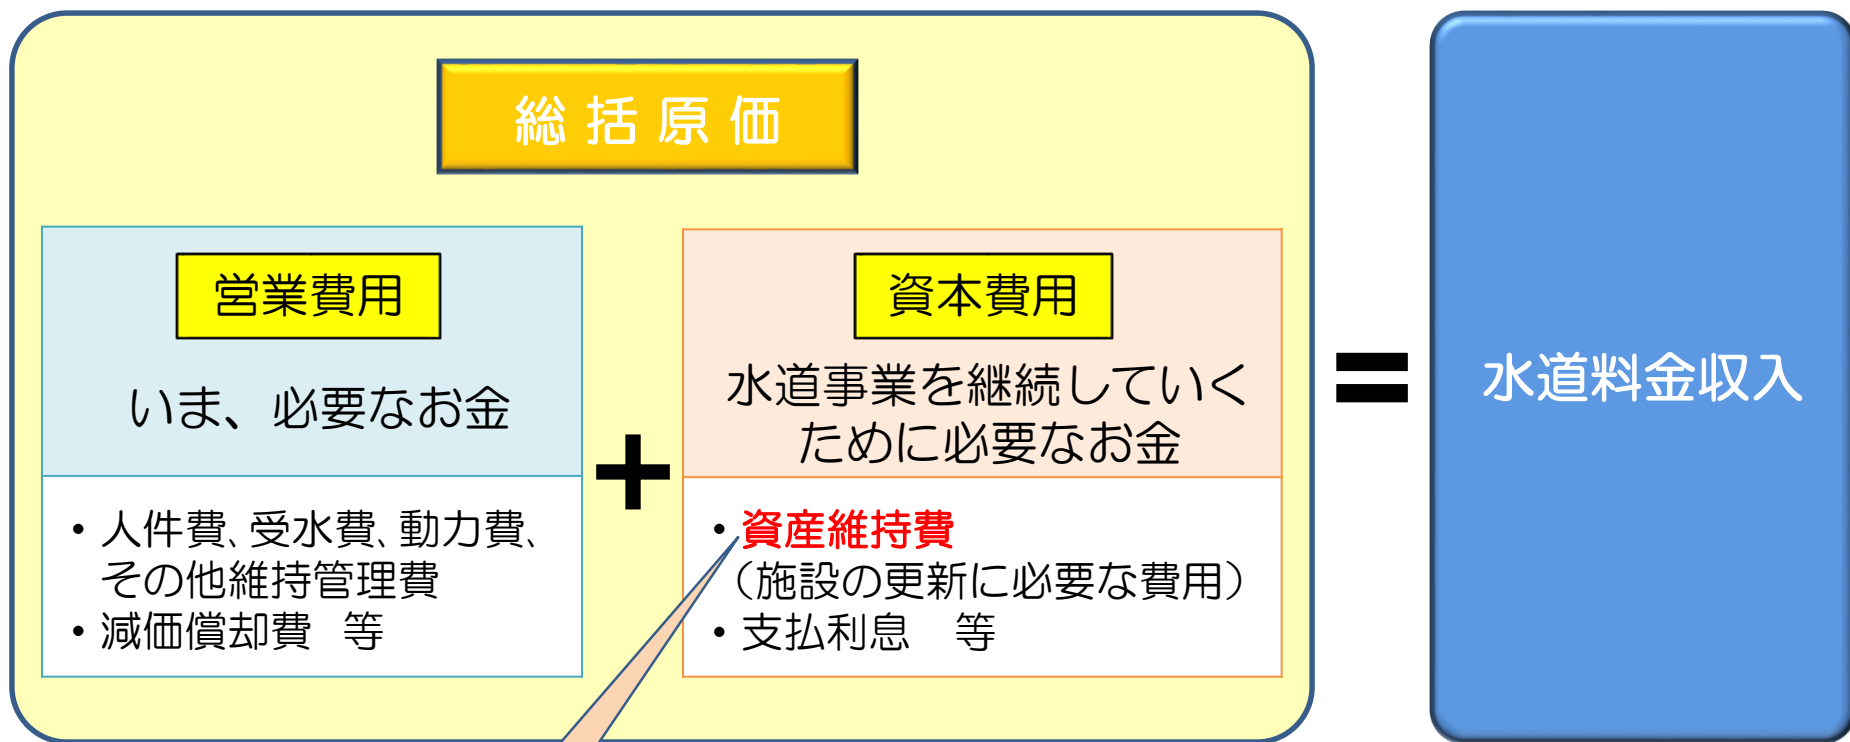 総括原価
営業費用
いま、必要なお金
・人件費、受水費、動力費、
その他維持管理費
・減価償却費 等
+
資本費用
水道事業を継続していく
ために必要なお金
・資産維持費
（施設の更新に必要な費用）
・支払利息 等
=
水道料金収入